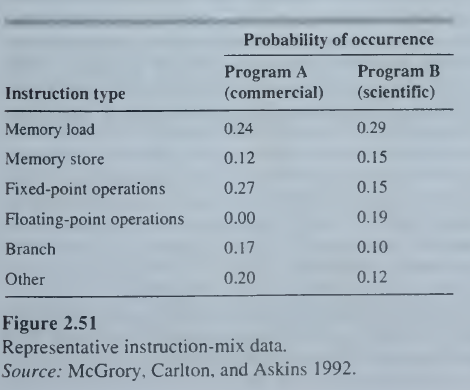 Probability of occurrence
Program A Program B
Instruction type (commercial) (scientific)
Memory load 0.24 0.29
Memory store 0.12 0.15
Fixed-point operations 0.27 0.15
Floating-point operations 0.00 0.19
Branch 0.17 0.10
Other 0.20 0.12
Figure 2.51
Representative instruction-mix data.
Source: McGrory, Carlton, and Askins 1992.